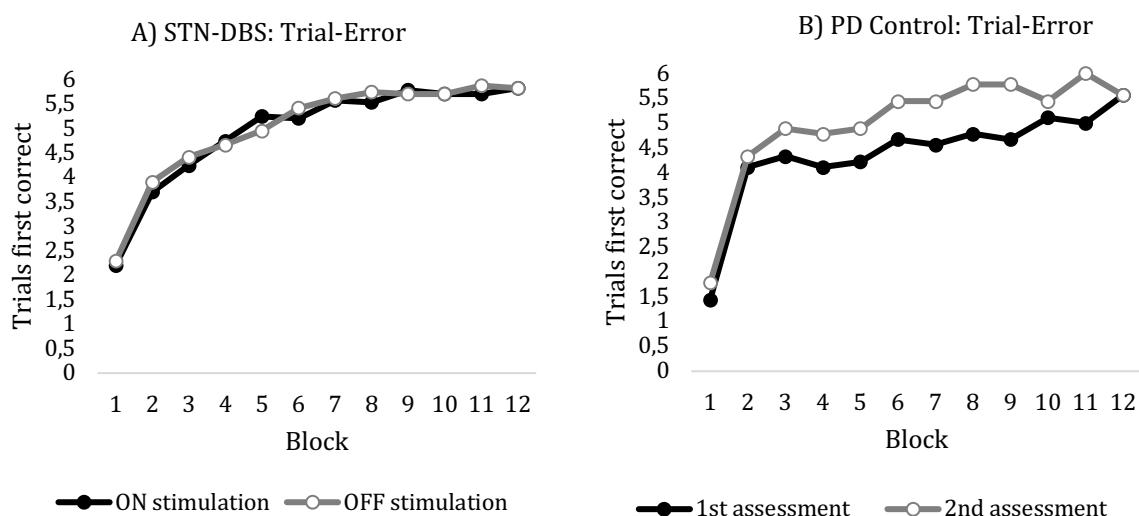 A) STN-DBS: Trial-Error
Trials first correct
6
5,5
5
4,5
4
3,5
3
2,5
2
1,5
1
0,5
0
1 2 3 4 5 6 7 8 9 10 11 12
Block
ON stimulation OFF stimulation
B) PD Control: Trial-Error
Trials first correct
6
5,5
5
4,5
4
3,5
3
2,5
2
1,5
1
0,5
0
1 2 3 4 5 6 7 8 9 10 11 12
Block
1st assessment 2nd assessment